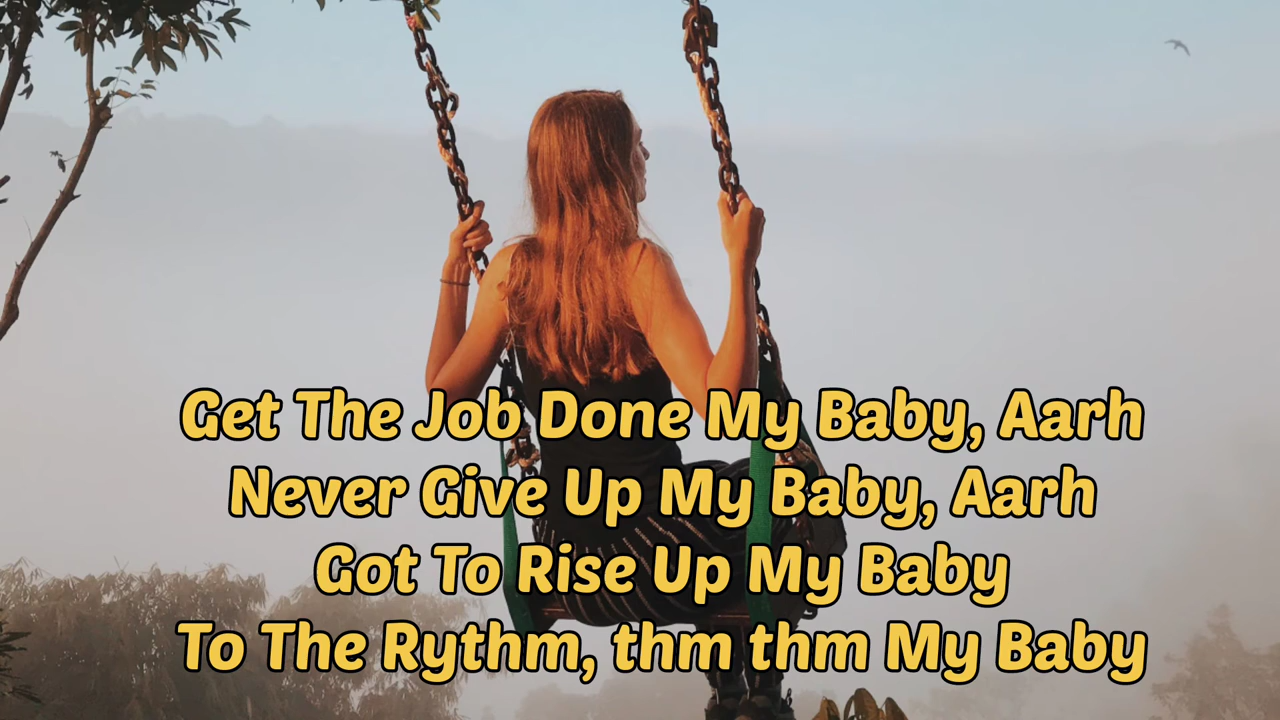 Get The Job Done My Baby, Aarh
Never Give Up My Baby, Aarh
Got To Rise Up My Baby
To The Rythm, thm thm My Baby